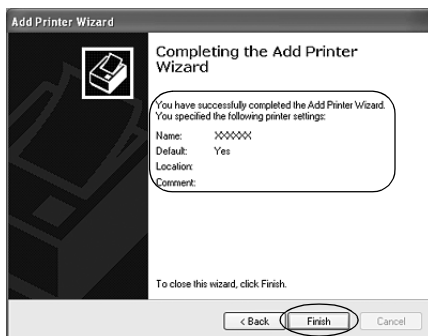 Add Printer Wizard
Completing the Add Printer
Wizard
You have successfully completed the Add Printer Wizard.
You specified the following printer settings:
Name: XXXXXX
Default: Yes
Location:
Comment:
To close this wizard, click Finish.
< Back Finish Cancel